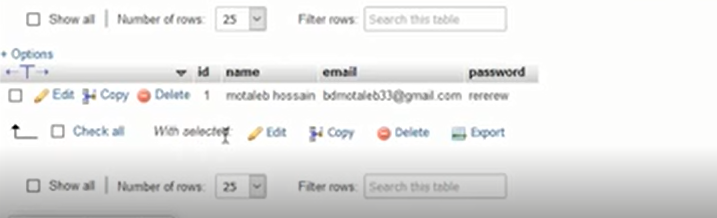 Show all Number of rows: 25 Filter rows: Search this table
+ Options
←T→ id name email password
Edit Copy Delete 1 motaleb hossain bdmotaleb33@gmail.com rererew
Check all With selected: Edit Copy Delete Export
Show all Number of rows: 25 Filter rows: Search this table